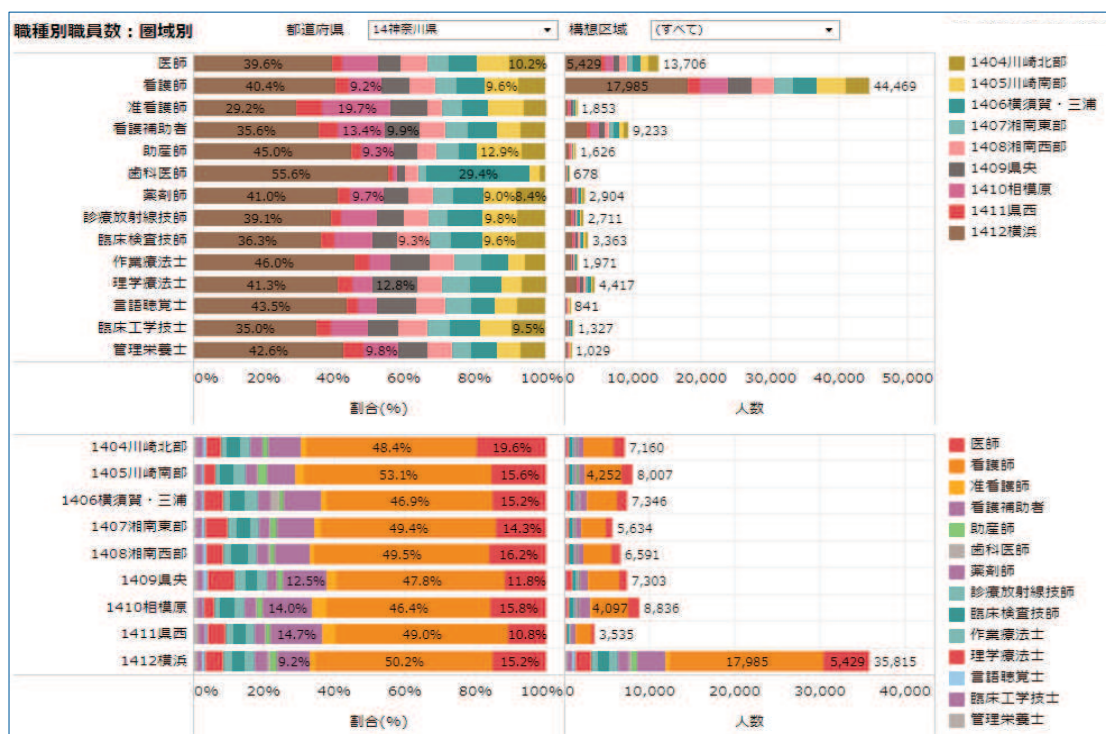 職種別職員数：圏域別 都道府県 14神奈川県 構想区域 (すべて)
医師 39.6% 10.2% 5,429 13,706
看護師 40.4% 9.2% 9.6% 17,985 44,469
准看護師 29.2% 19.7% 1,853
看護補助者 35.6% 13.4% 9.9% 9,233
助産師 45.0% 9.3% 12.9% 1,626
歯科医師 55.6% 29.4% 678
薬剤師 41.0% 9.7% 9.0% 8.4% 2,904
診療放射線技師 39.1% 9.8% 2,711
臨床検査技師 36.3% 9.3% 9.6% 3,363
作業療法士 46.0% 1,971
理学療法士 41.3% 12.8% 4,417
言語聴覚士 43.5% 841
臨床工学技士 35.0% 9.5% 1,327
管理栄養士 42.6% 9.8% 1,029
0% 20% 40% 60% 80% 100% 0 10,000 20,000 30,000 40,000 50,000
割合(%) 人数
1404川崎北部
1405川崎南部
1406横須賀・三浦
1407湘南東部
1408湘南西部
1409県央
1410相模原
1411県西
1412横浜
1404川崎北部 48.4% 19.6% 7,160
1405川崎南部 53.1% 15.6% 4,252 8,007
1406横須賀・三浦 46.9% 15.2% 7,346
1407湘南東部 49.4% 14.3% 5,634
1408湘南西部 49.5% 16.2% 6,591
1409県央 12.5% 47.8% 11.8% 7,303
1410相模原 14.0% 46.4% 15.8% 4,097 8,836
1411県西 14.7% 49.0% 10.8% 3,535
1412横浜 9.2% 50.2% 15.2% 17,985 5,429 35,815
0% 20% 40% 60% 80% 100% 0 10,000 20,000 30,000 40,000
割合(%) 人数
医師
看護師
准看護師
看護補助者
助産師
歯科医師
薬剤師
診療放射線技師
臨床検査技師
作業療法士
理学療法士
言語聴覚士
臨床工学技士
管理栄養士